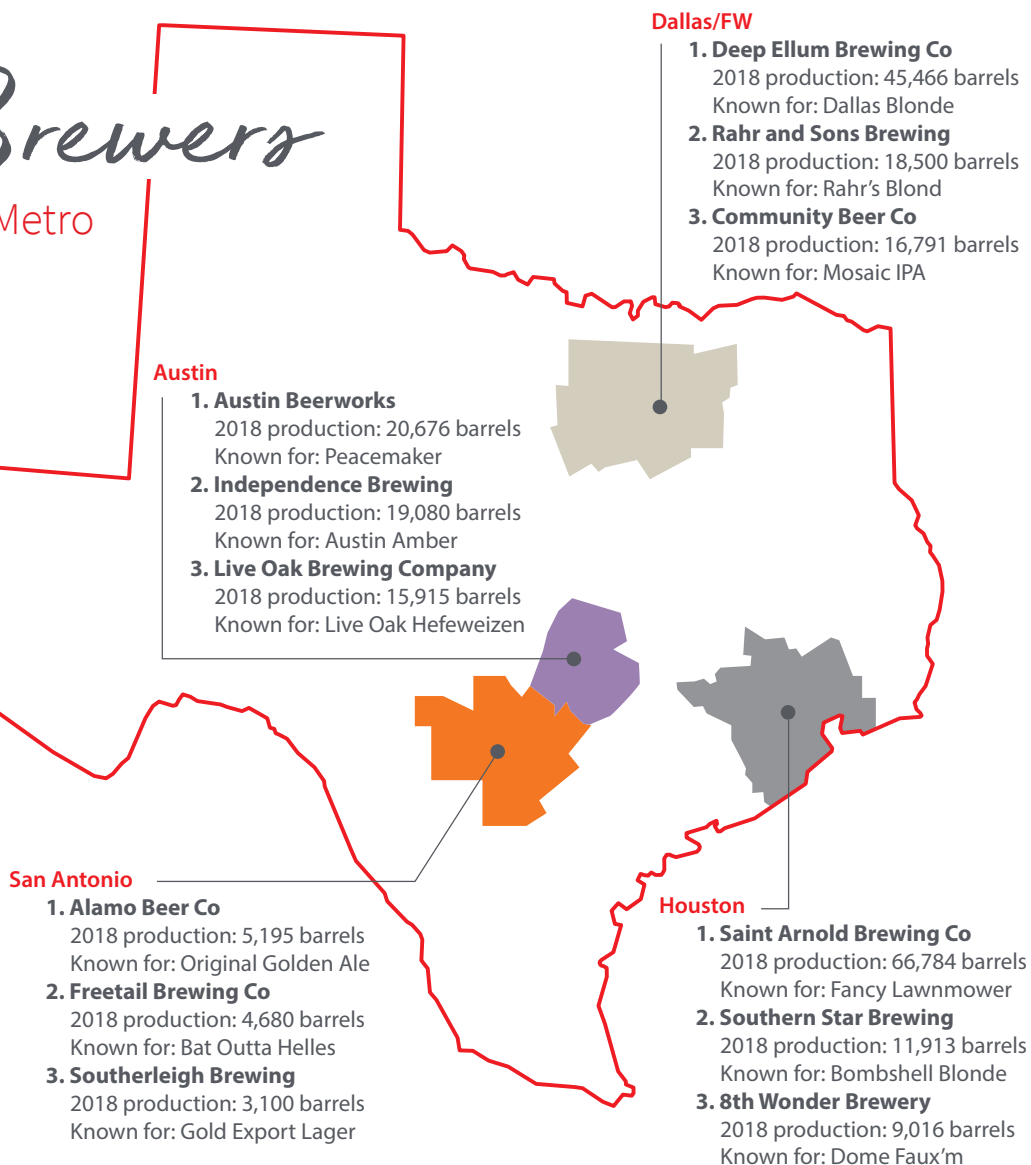 Brewers
Metro
Dallas/FW
1. Deep Ellum Brewing Co
2018 production: 45,466 barrels
Known for: Dallas Blonde
2. Rahr and Sons Brewing
2018 production: 18,500 barrels
Known for: Rahr’s Blond
3. Community Beer Co
2018 production: 16,791 barrels
Known for: Mosaic IPA
Austin
1. Austin Beerworks
2018 production: 20,676 barrels
Known for: Peacemaker
2. Independence Brewing
2018 production: 19,080 barrels
Known for: Austin Amber
3. Live Oak Brewing Company
2018 production: 15,915 barrels
Known for: Live Oak Hefeweizen
San Antonio
1. Alamo Beer Co
2018 production: 5,195 barrels
Known for: Original Golden Ale
2. Freetail Brewing Co
2018 production: 4,680 barrels
Known for: Bat Outta Helles
3. Southerleigh Brewing
2018 production: 3,100 barrels
Known for: Gold Export Lager
Houston
1. Saint Arnold Brewing Co
2018 production: 66,784 barrels
Known for: Fancy Lawnmower
2. Southern Star Brewing
2018 production: 11,913 barrels
Known for: Bombshell Blonde
3. 8th Wonder Brewery
2018 production: 9,016 barrels
Known for: Dome Faux’m